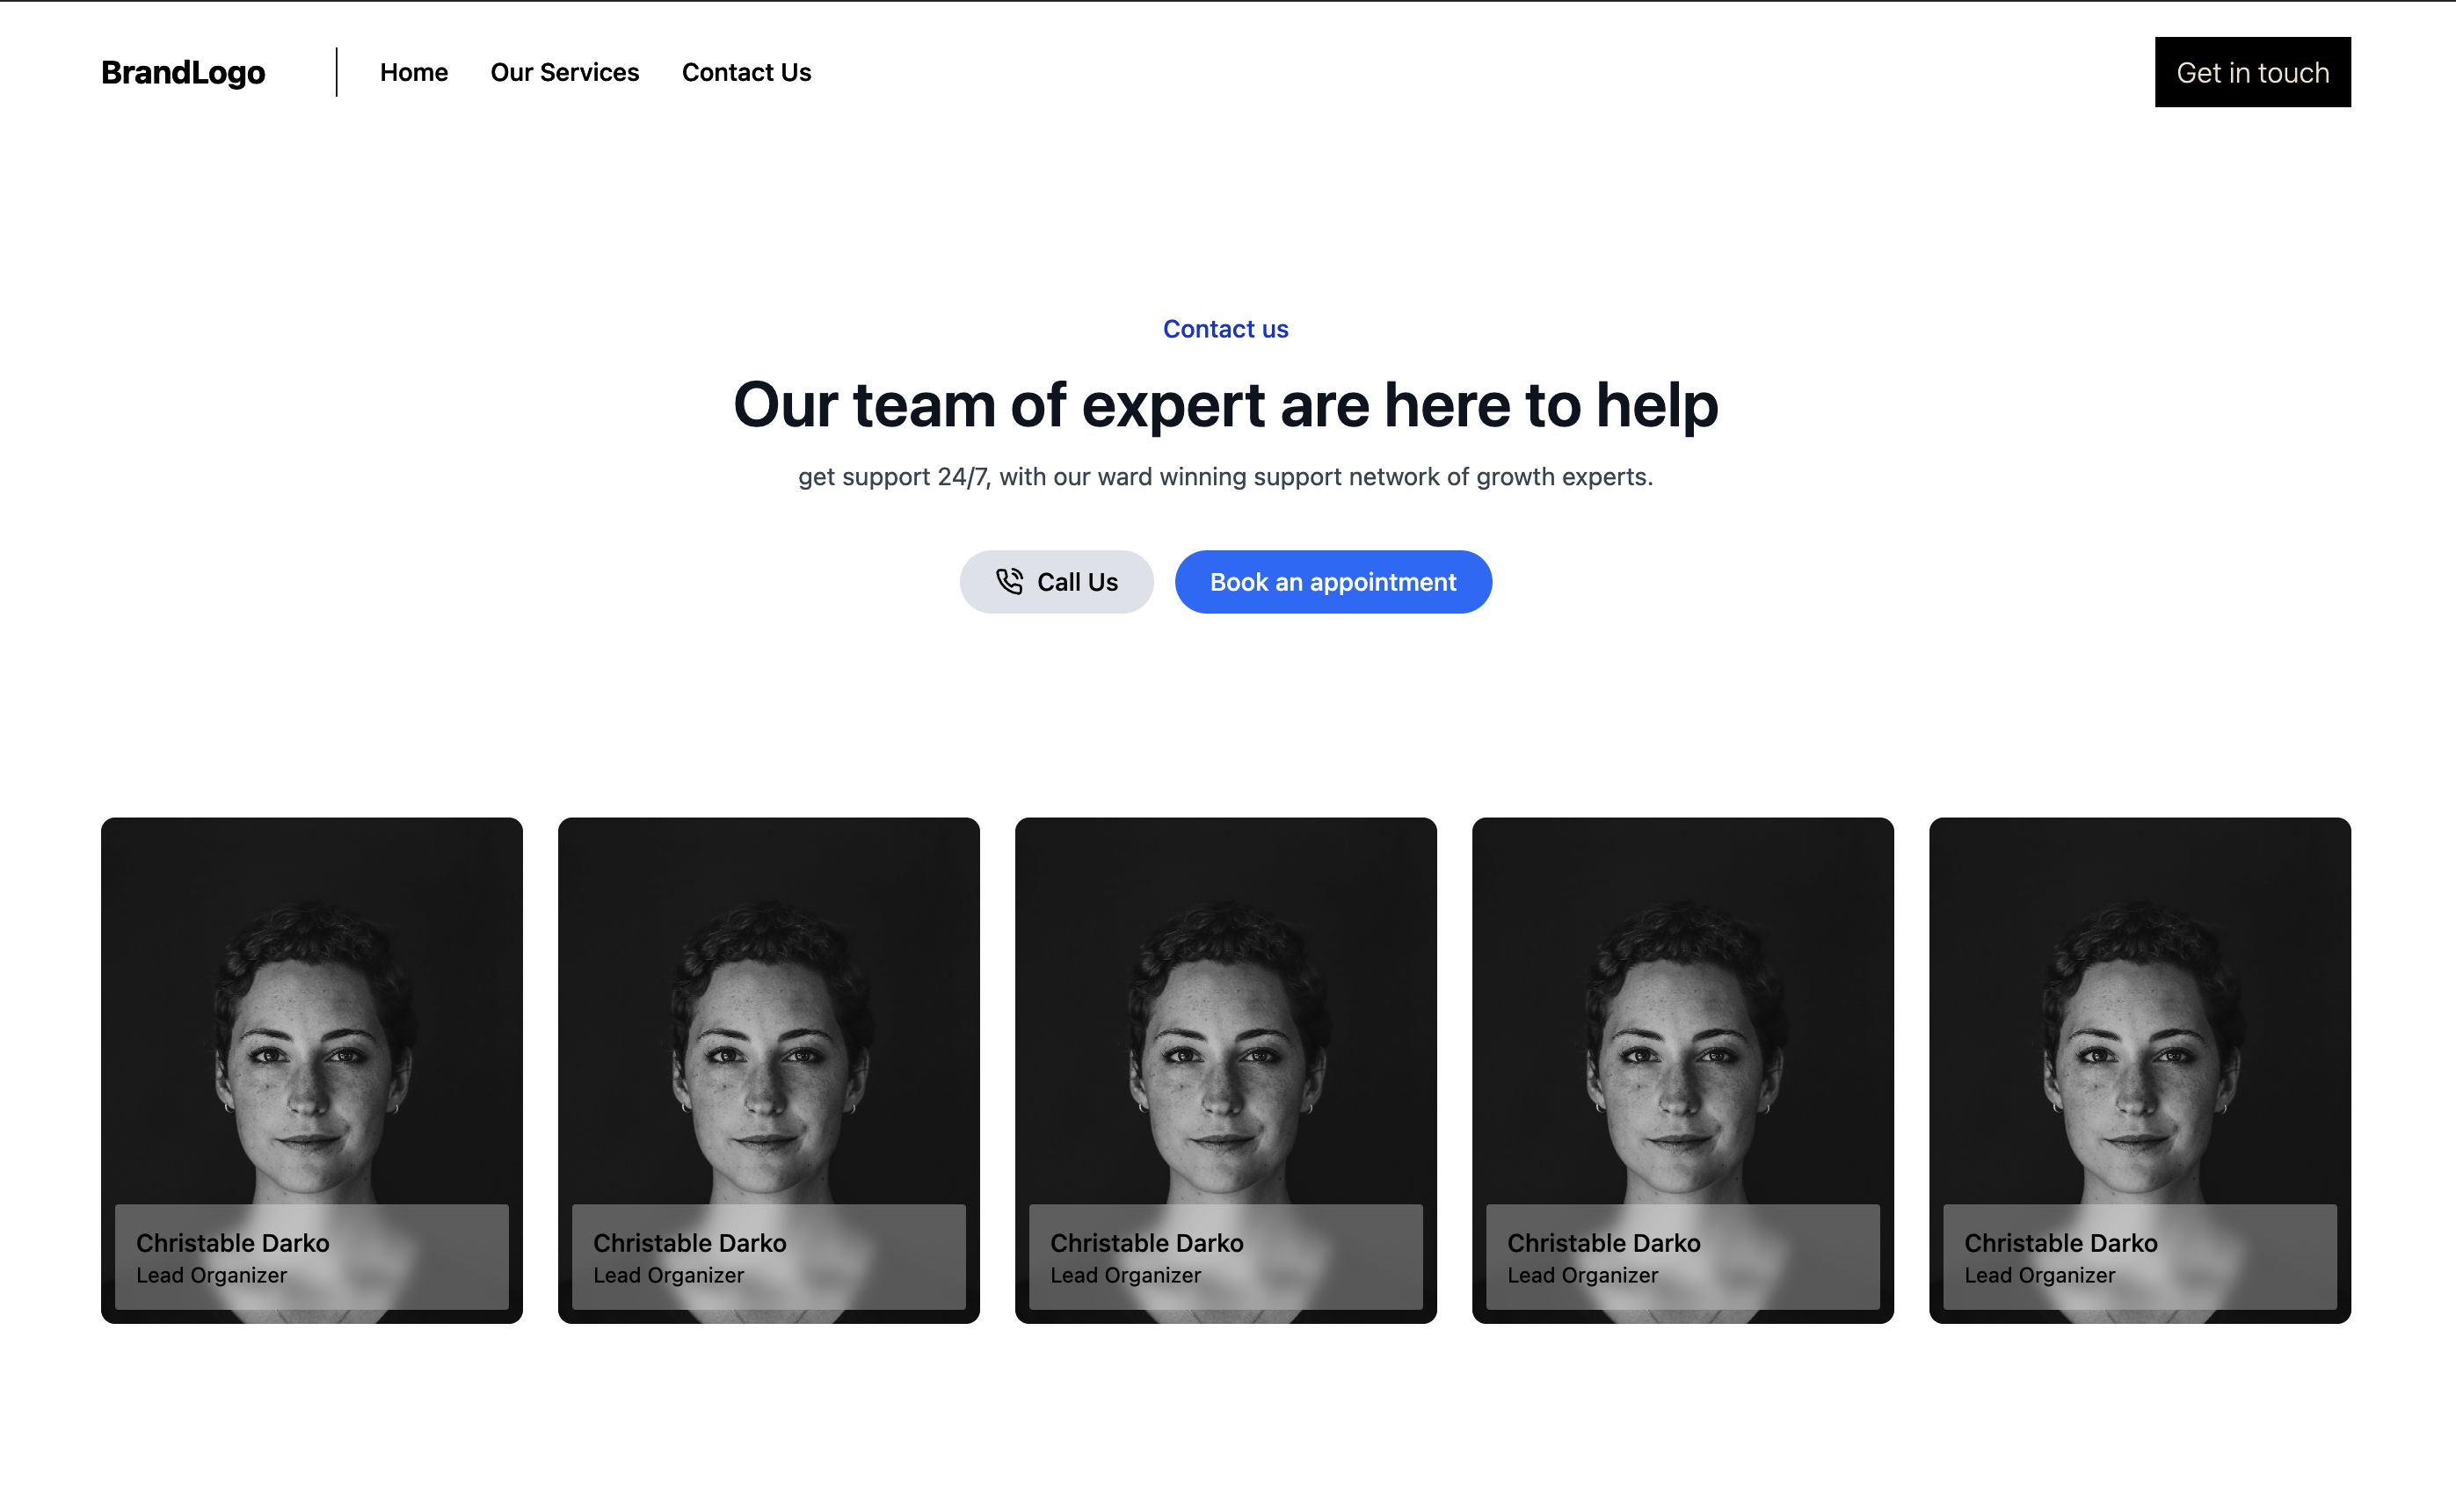 BrandLogo
Home
Our Services
Contact Us
Get in touch
Contact us
Our team of expert are here to help
get support 24/7, with our ward winning support network of growth experts.
Call Us
Book an appointment
Christable Darko
Lead Organizer
Christable Darko
Lead Organizer
Christable Darko
Lead Organizer
Christable Darko
Lead Organizer
Christable Darko
Lead Organizer